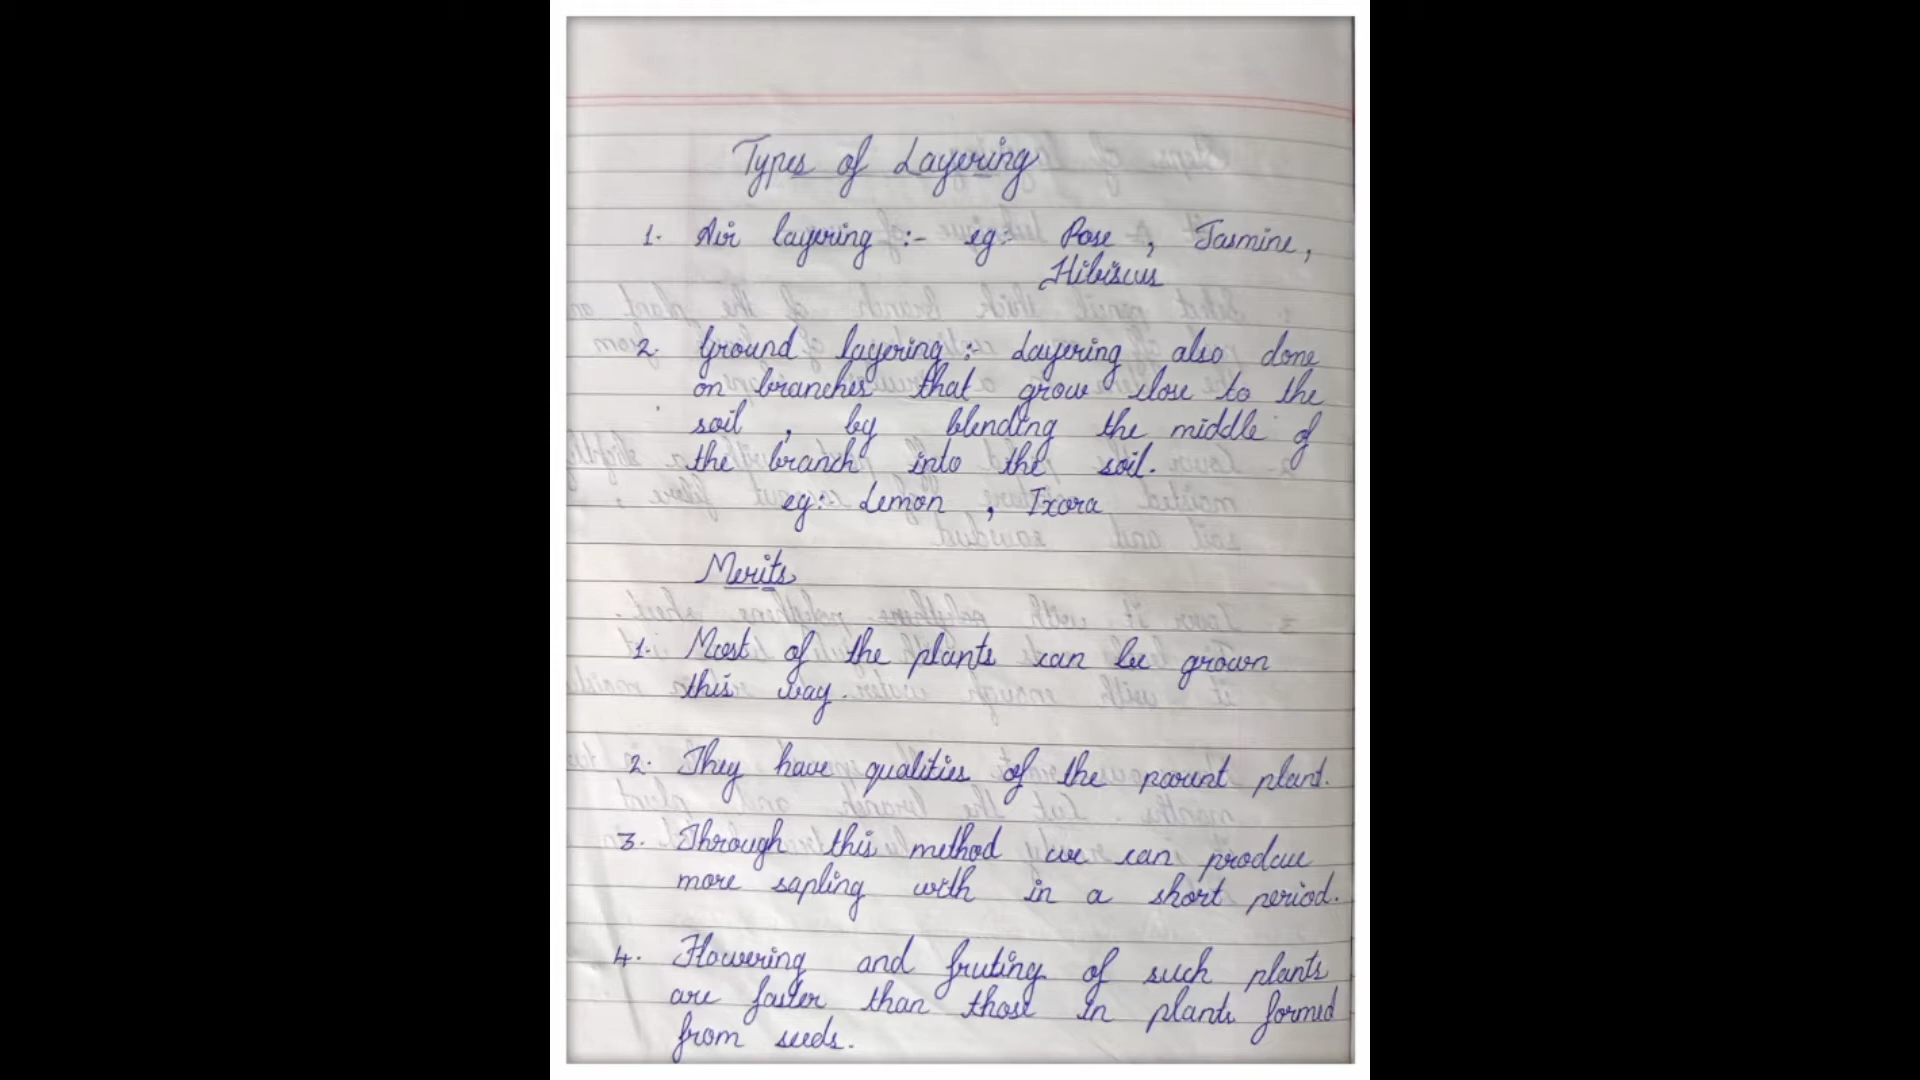 Types of Layering
1. Air layering :- eg:- Rose , Jasmine,
Hibiscus
2. Ground layering :- Layering also done
on branches that grow close to the
soil , by blending the middle of
the branch into the soil.
eg: Lemon , Ixora
Merits
1. Most of the plants can be grown
this way.
2. They have qualities of the parent plant.
3. Through this method we can produce
more sapling with in a short period.
4. Flowering and fruting of such plants
are faster than those in plants formed
from seeds.